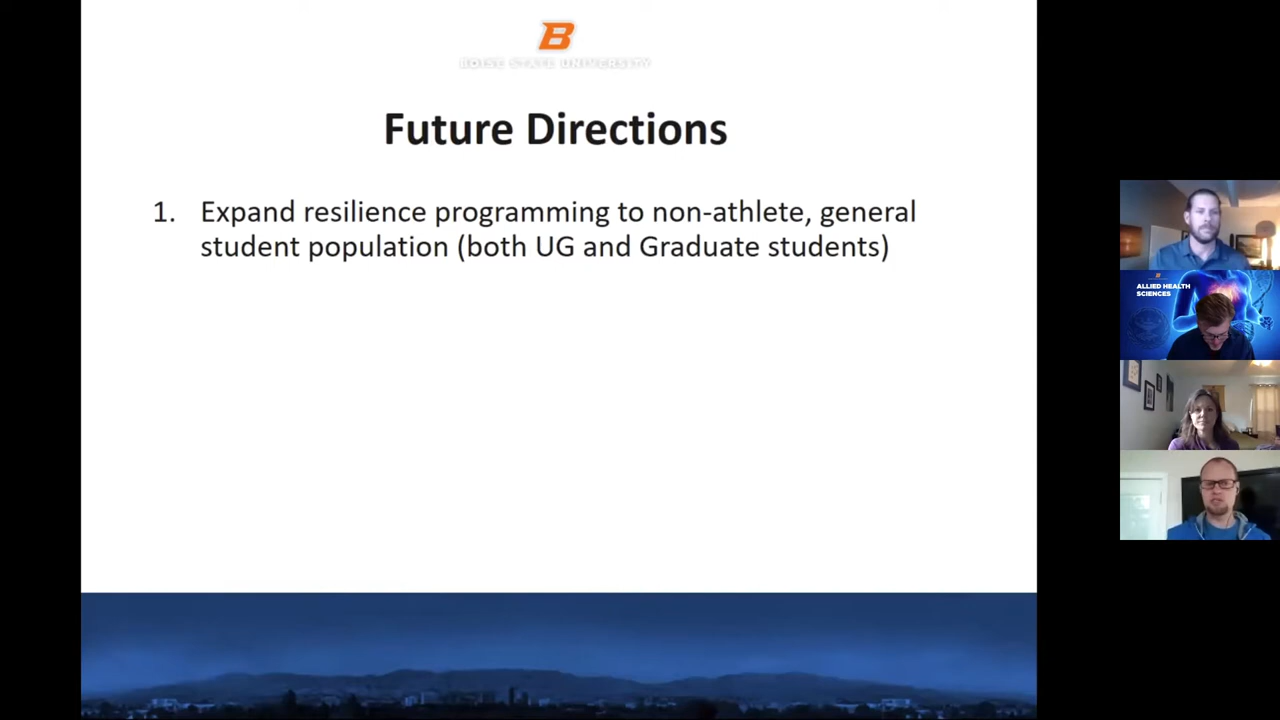 B
BOISE STATE UNIVERSITY
Future Directions
1. Expand resilience programming to non-athlete, general
student population (both UG and Graduate students)
ALLIED HEALTH
SCIENCES